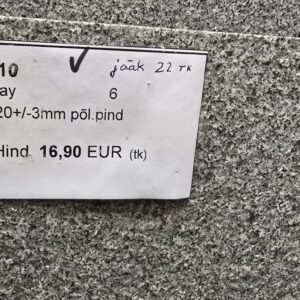 10 ✓ jääk 22 tk
ay 6
20+/-3mm põl.pind
Hind 16,90 EUR (tk)